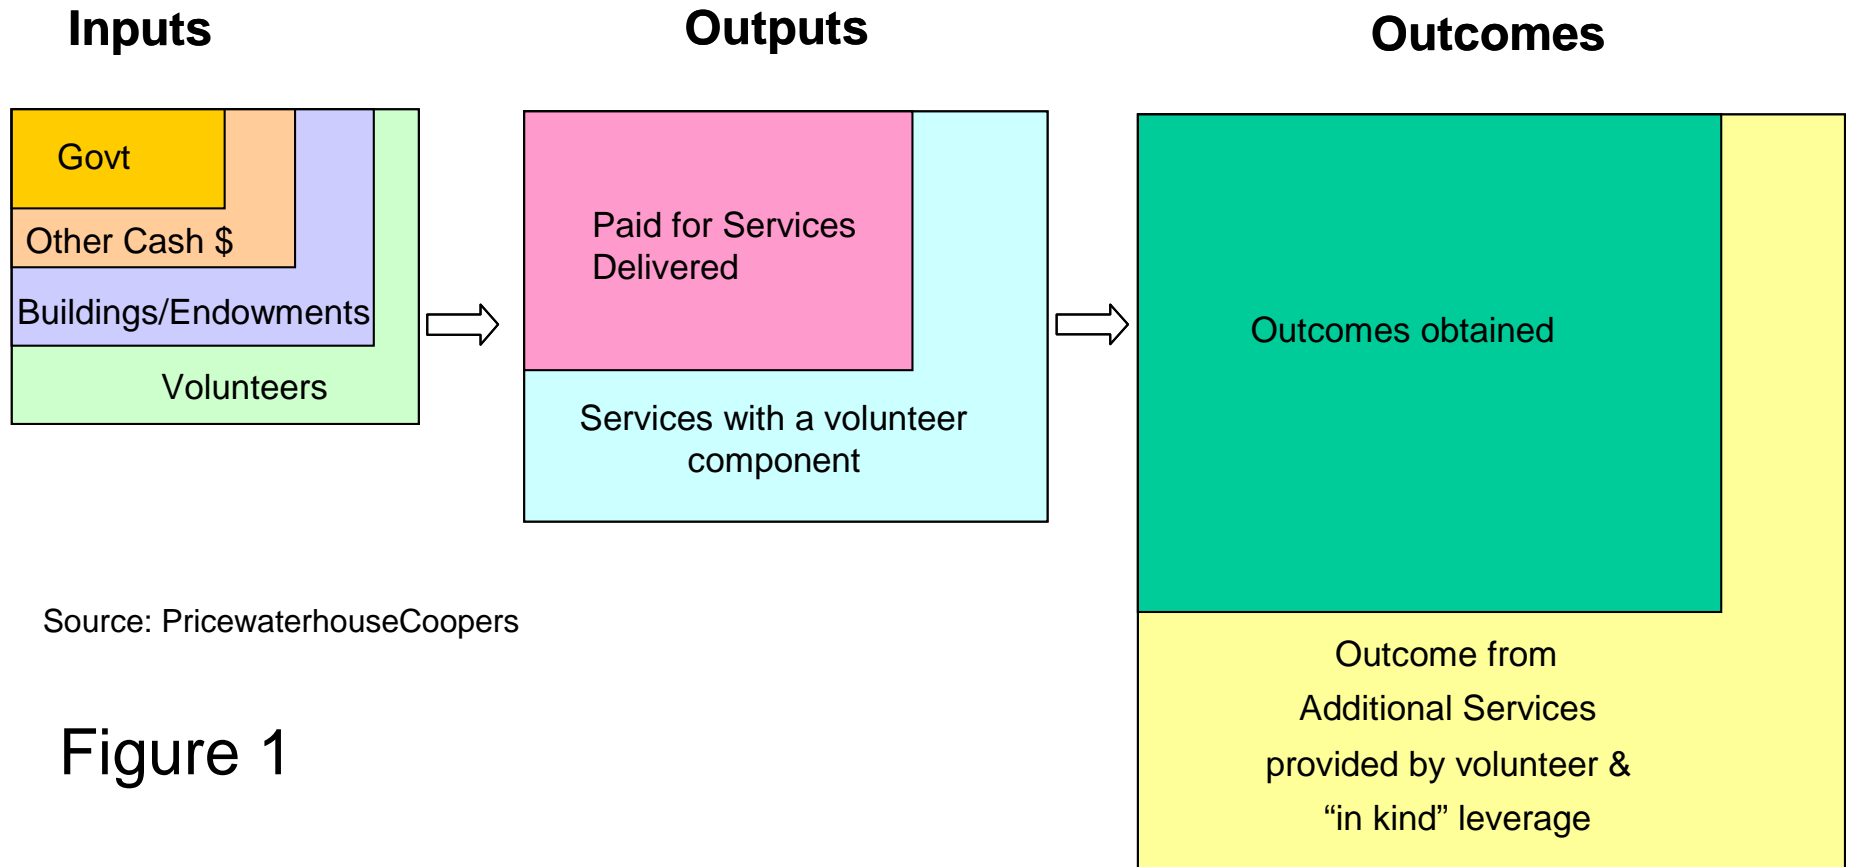 Inputs
Outputs
Outcomes
Govt
Other Cash $
Buildings/Endowments
Volunteers
Paid for Services
Delivered
Services with a volunteer
component
Outcomes obtained
Outcome from
Additional Services
provided by volunteer &
“in kind” leverage
Source: PricewaterhouseCoopers
Figure 1